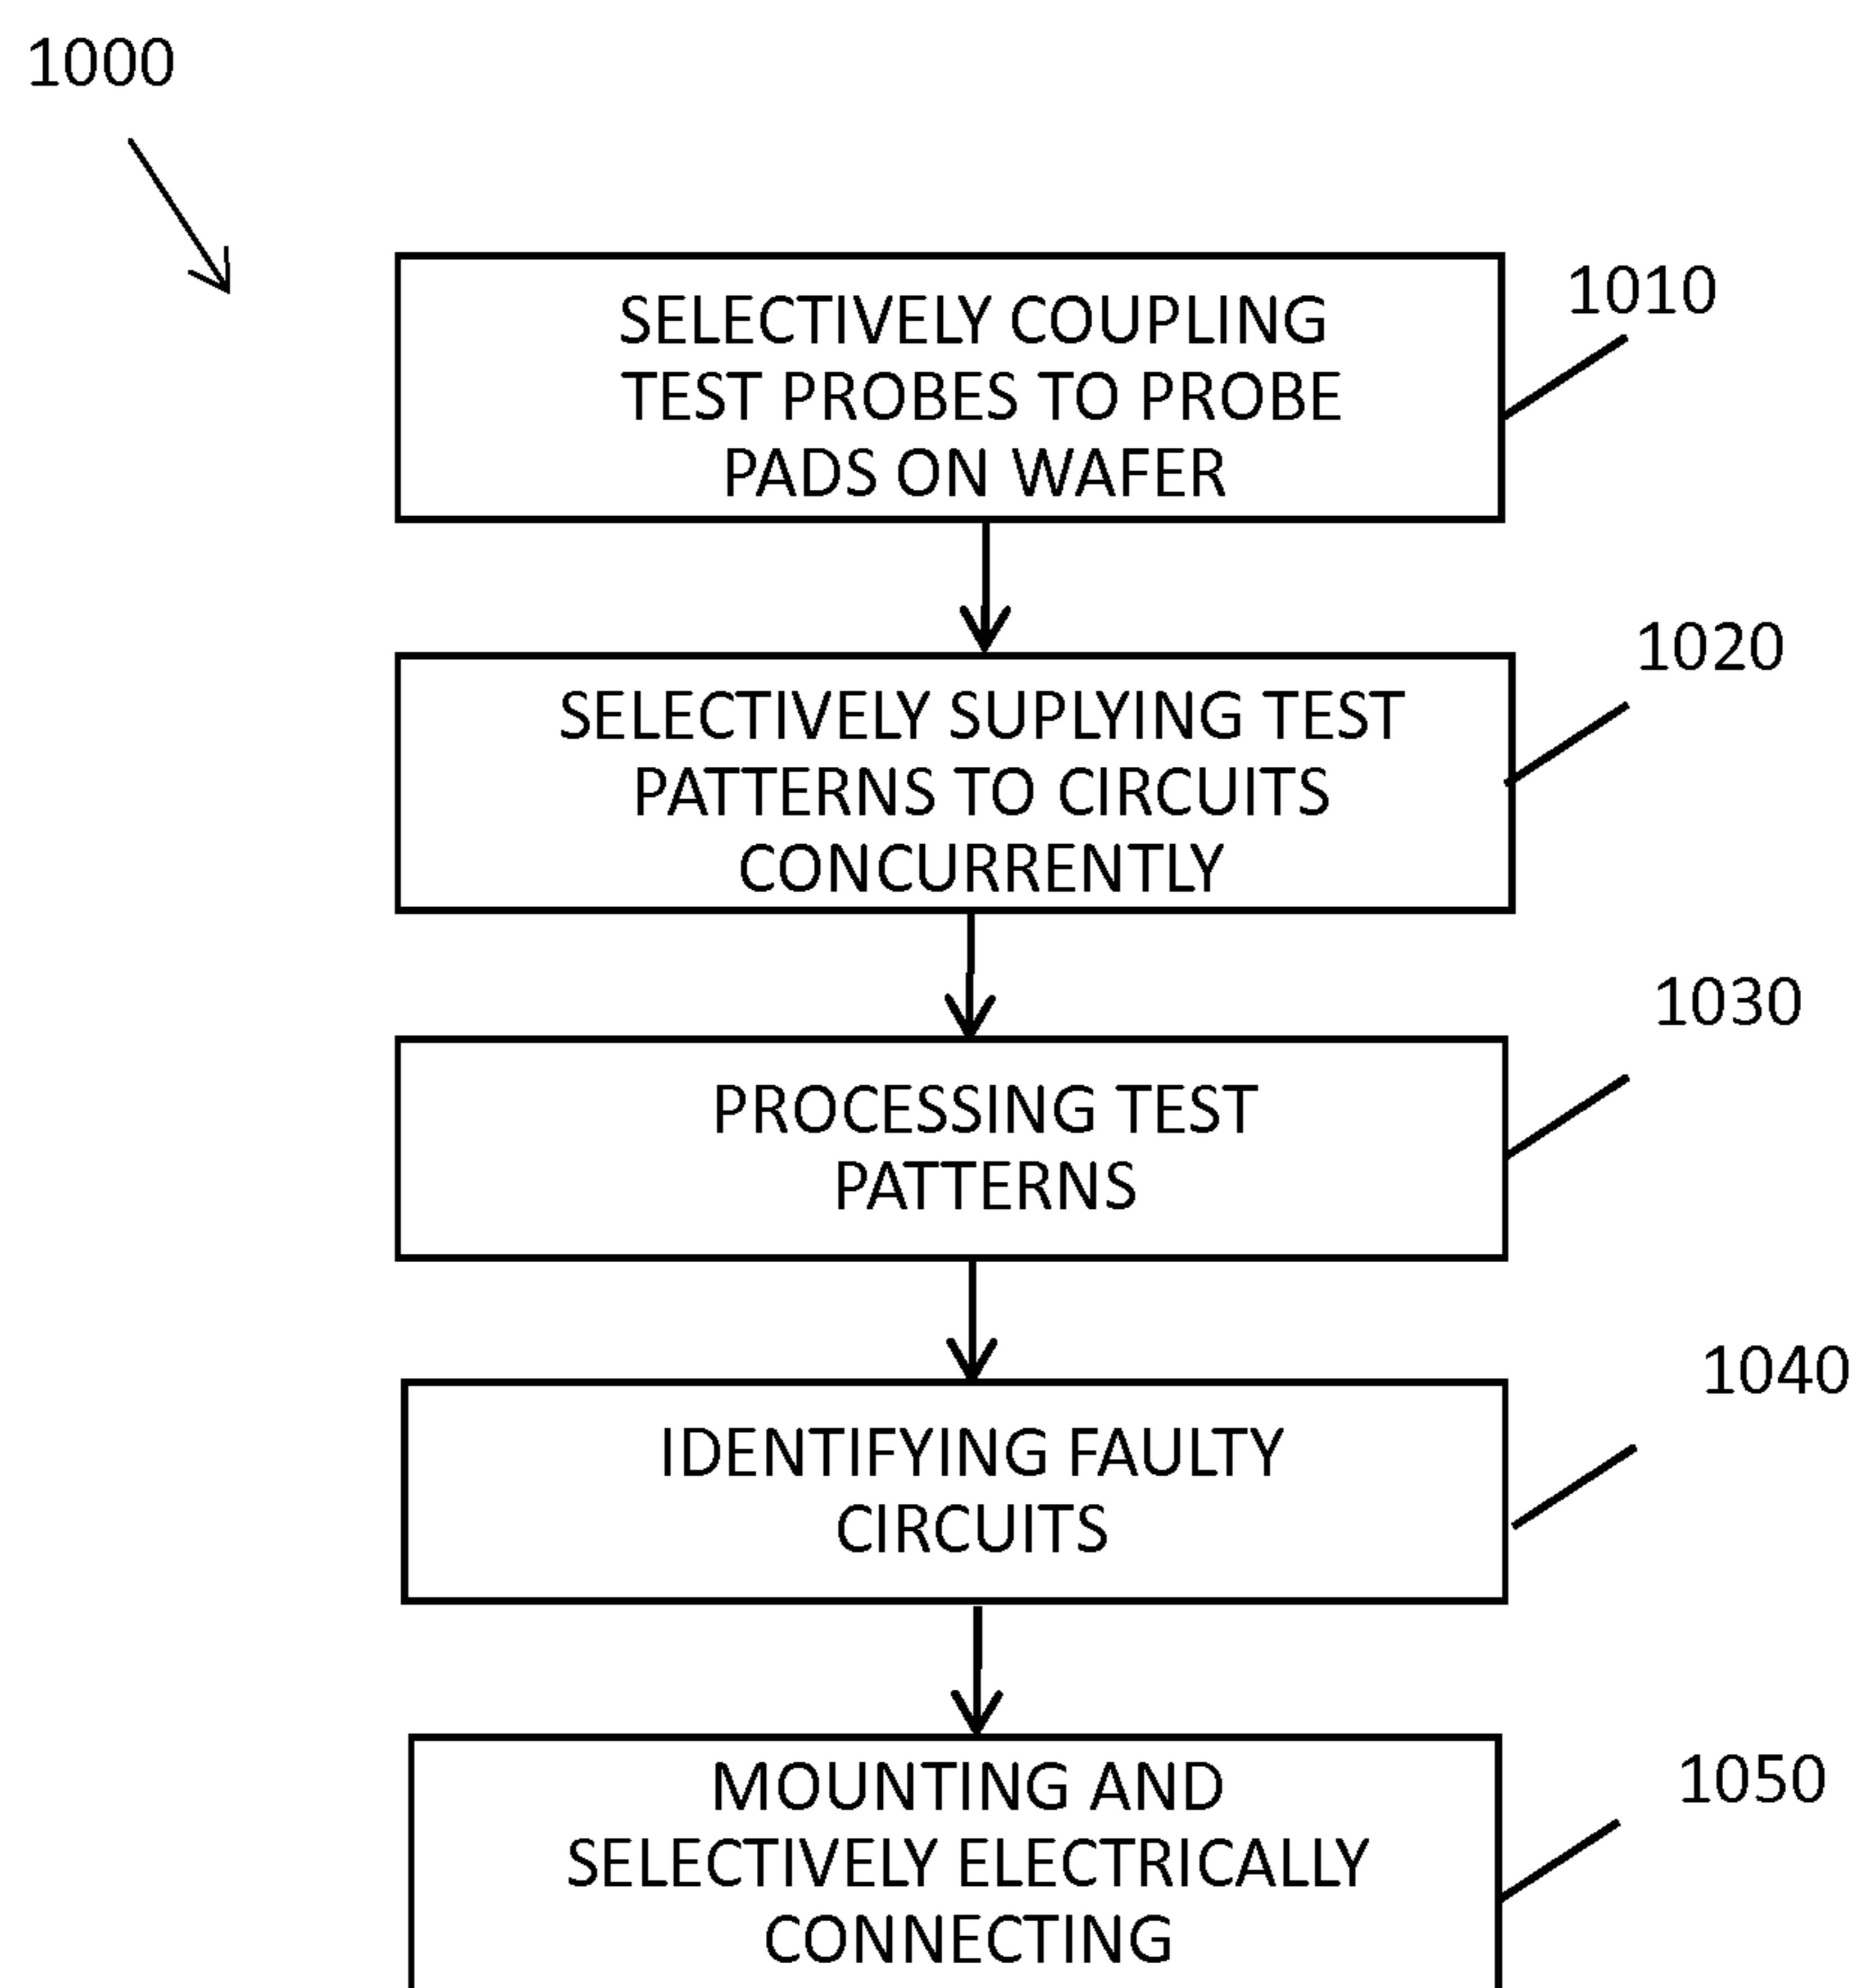 1000
1010
SELECTIVELY COUPLING
TEST PROBES TO PROBE
PADS ON WAFER
1020
SELECTIVELY SUPLYING TEST
PATTERNS TO CIRCUITS
CONCURRENTLY
1030
PROCESSING TEST
PATTERNS
1040
IDENTIFYING FAULTY
CIRCUITS
1050
MOUNTING AND
SELECTIVELY ELECTRICALLY
CONNECTING